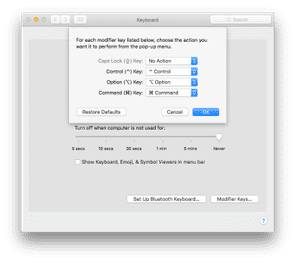 Keyboard
Search
For each modifier key listed below, choose the action you
want it to perform from the pop-up menu.
Caps Lock (⇪) Key: No Action
Control (^) Key: ^ Control
Option (⌥) Key: ⌥ Option
Command (⌘) Key: ⌘ Command
Restore Defaults Cancel OK
Turn off when computer is not used for:
5 secs 10 secs 30 secs 1 min 5 mins Never
Show Keyboard, Emoji, & Symbol Viewers in menu bar
Set Up Bluetooth Keyboard... Modifier Keys...
?